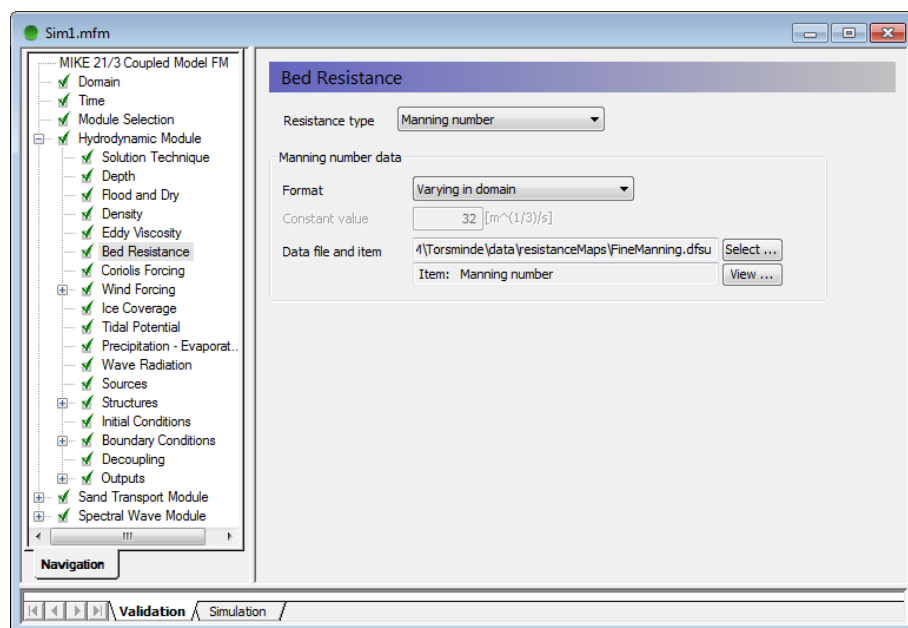 Sim1.mfm
MIKE 21/3 Coupled Model FM
Domain
Time
Module Selection
Hydrodynamic Module
Solution Technique
Depth
Flood and Dry
Density
Eddy Viscosity
Bed Resistance
Coriolis Forcing
Wind Forcing
Ice Coverage
Tidal Potential
Precipitation - Evaporat..
Wave Radiation
Sources
Structures
Initial Conditions
Boundary Conditions
Decoupling
Outputs
Sand Transport Module
Spectral Wave Module
Navigation
Bed Resistance
Resistance type Manning number
Manning number data
Format Varying in domain
Constant value 32 [m^(1/3)/s]
Data file and item \Torsminde\data\resistanceMaps\FineManning.dfsu Select ...
Item: Manning number View ...
Validation Simulation